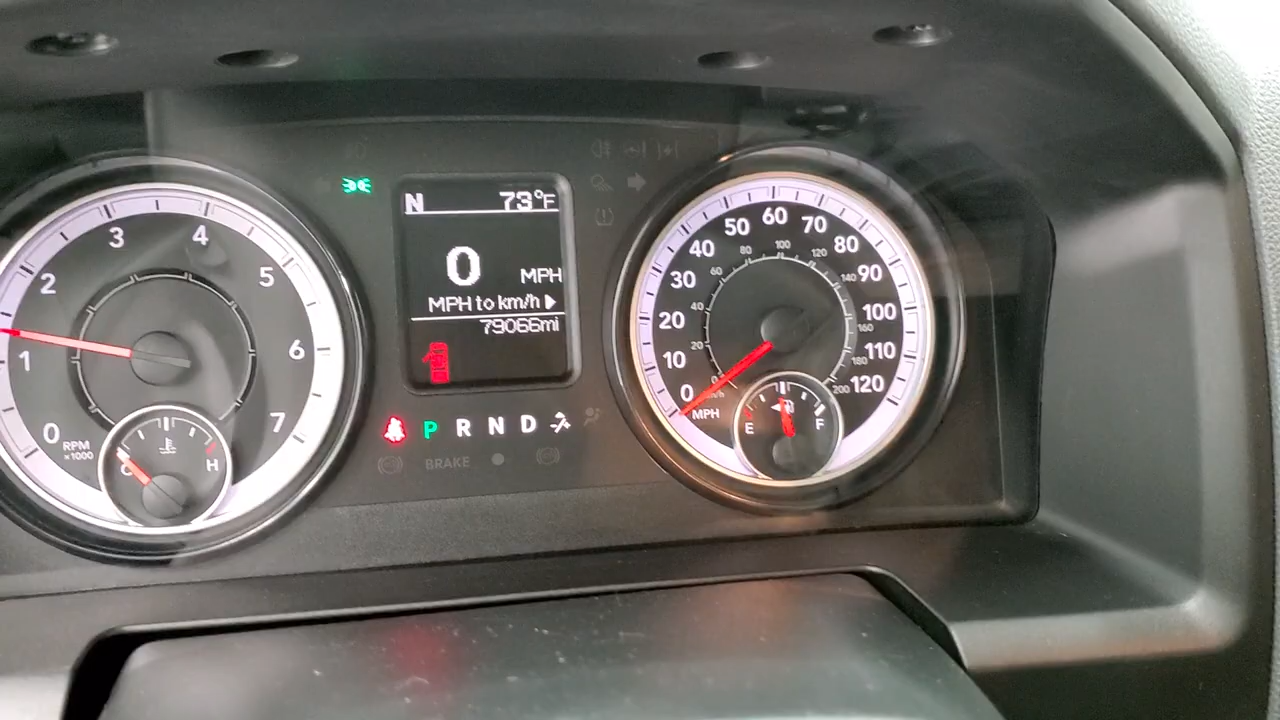 N 73°F
0 MPH
MPH to km/h
79066mi
P R N D
BRAKE
0 1 2 3 4 5 6 7
RPM
x1000
C H
0 10 20 30 40 50 60 70 80 90 100 110 120
MPH
20 40 60 80 100 120 140 160 180 200
E F